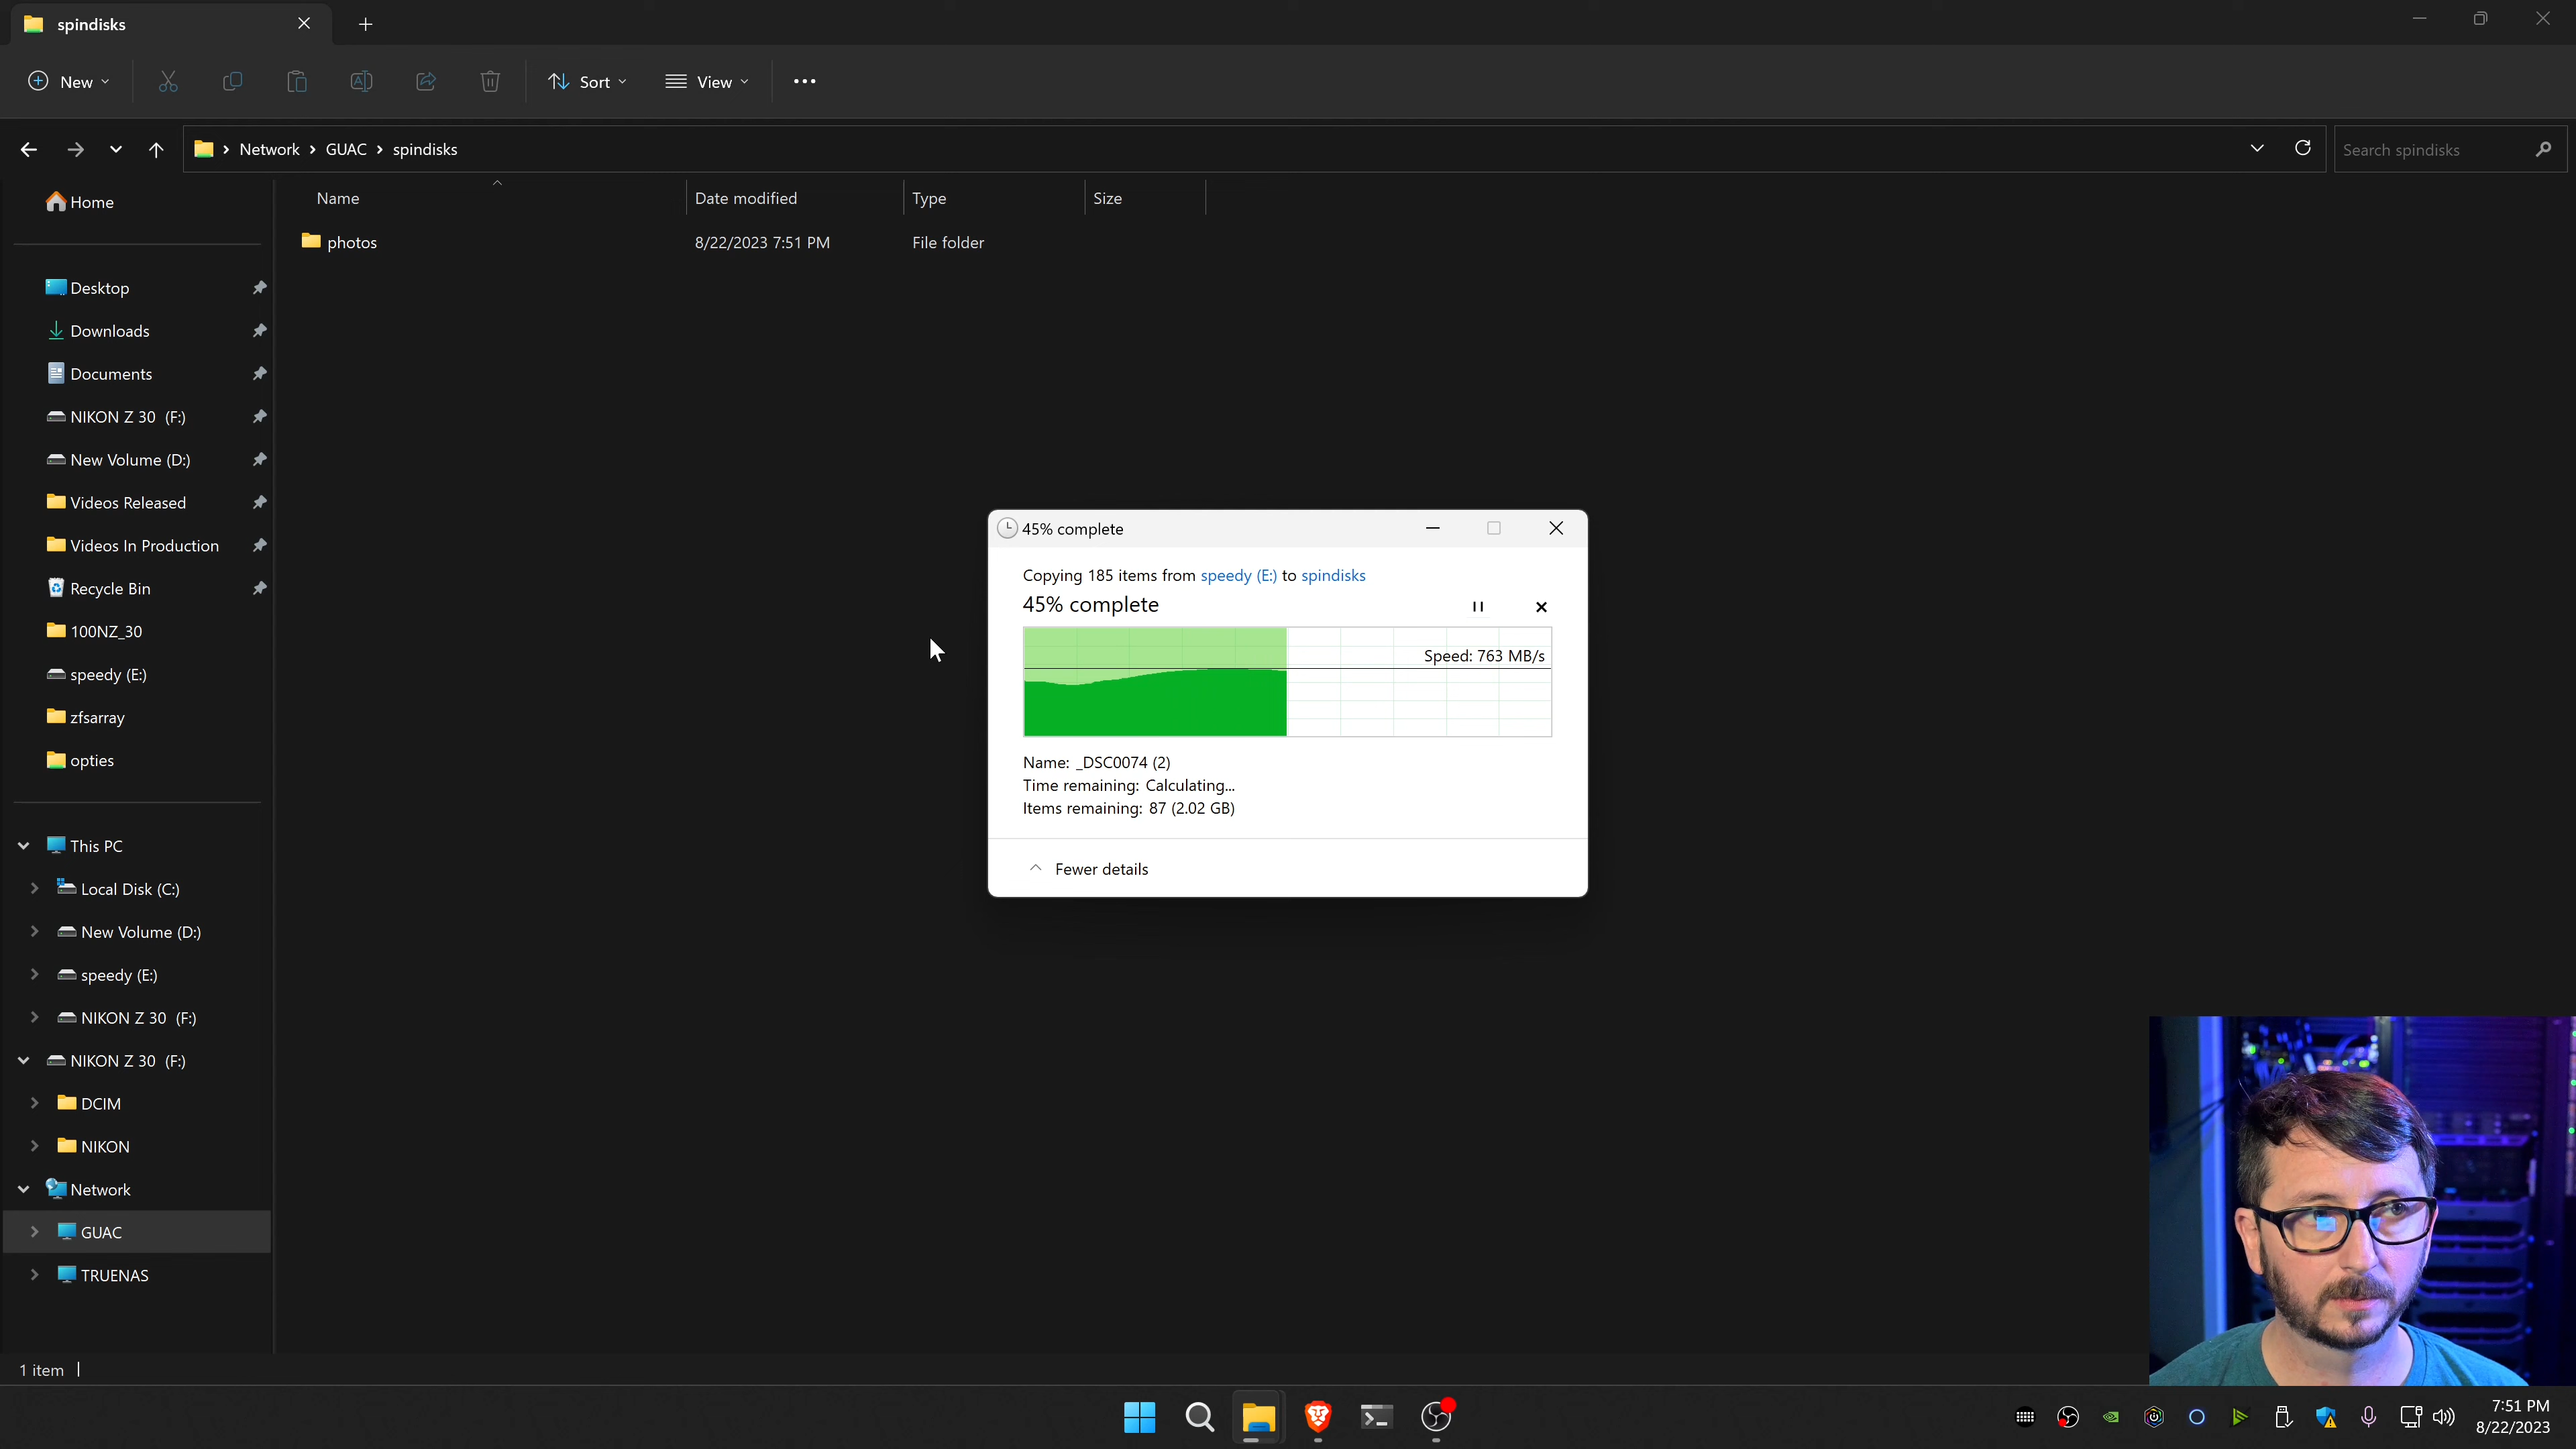 spindisks
New
Sort
View
Network
GUAC
spindisks
Search spindisks
Home
Desktop
Downloads
Documents
NIKON Z 30 (F:)
New Volume (D:)
Videos Released
Videos In Production
Recycle Bin
100NZ_30
speedy (E:)
zfsarray
opties
This PC
Local Disk (C:)
New Volume (D:)
speedy (E:)
NIKON Z 30 (F:)
NIKON Z 30 (F:)
DCIM
NIKON
Network
GUAC
TRUENAS
Name
Date modified
Type
Size
photos
8/22/2023 7:51 PM
File folder
45% complete
Copying 185 items from speedy (E:) to spindisks
45% complete
Speed: 763 MB/s
Name: _DSC0074 (2)
Time remaining: Calculating...
Items remaining: 87 (2.02 GB)
Fewer details
1 item
7:51 PM
8/22/2023